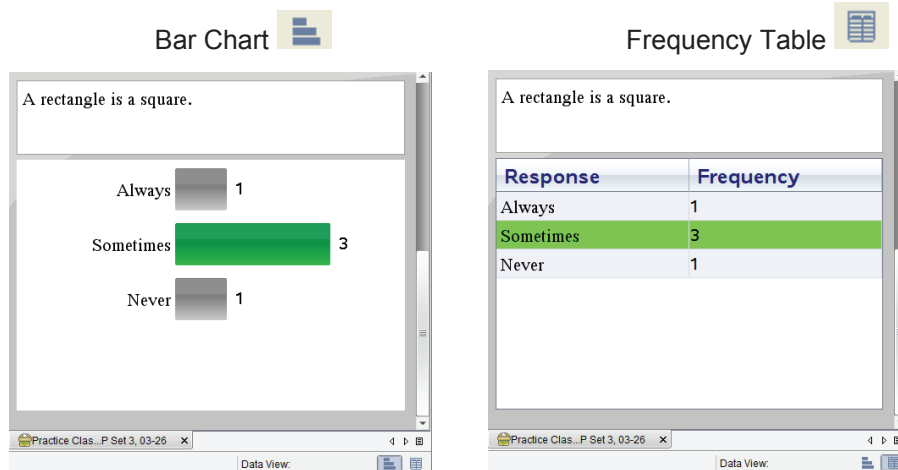 Bar Chart
A rectangle is a square.
Always 1
Sometimes 3
Never 1
Practice Clas...P Set 3, 03-26 x
Data View:
Frequency Table
A rectangle is a square.
Response Frequency
Always 1
Sometimes 3
Never 1
Practice Clas...P Set 3, 03-26 x
Data View: